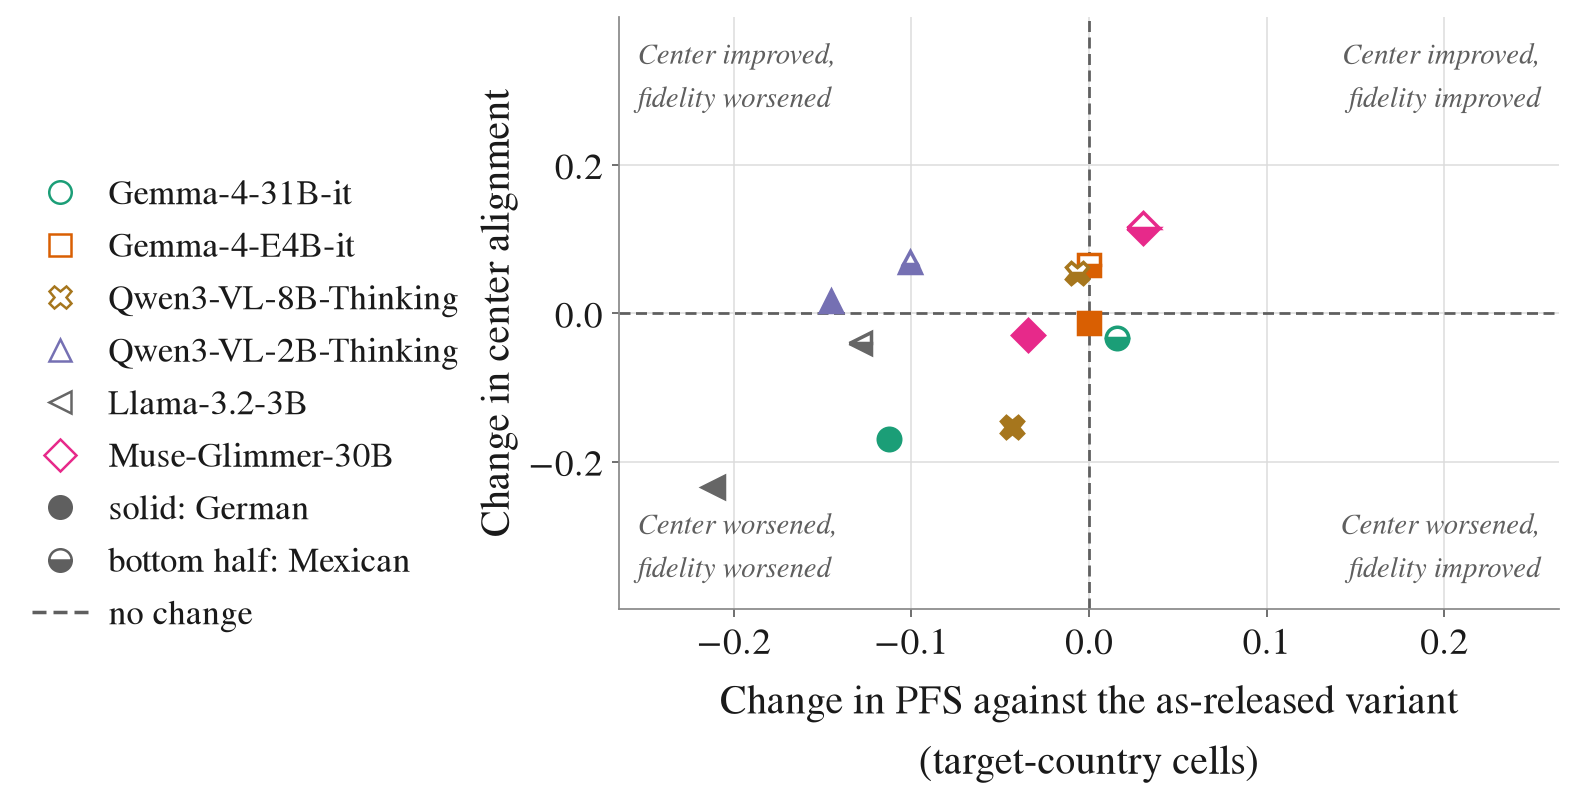 Center improved,
fidelity worsened
Center improved,
fidelity improved
Change in center alignment
0.2
0.0
−0.2
Gemma-4-31B-it
Gemma-4-E4B-it
Qwen3-VL-8B-Thinking
Qwen3-VL-2B-Thinking
Llama-3.2-3B
Muse-Glimmer-30B
solid: German
bottom half: Mexican
no change
Center worsened,
fidelity worsened
Center worsened,
fidelity improved
−0.2 −0.1 0.0 0.1 0.2
Change in PFS against the as-released variant
(target-country cells)